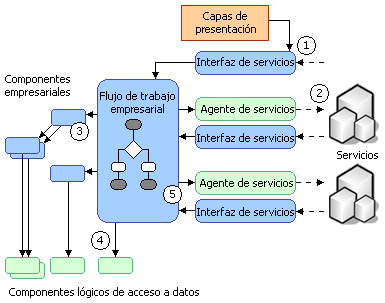 Capas de
presentación
1
Interfaz de servicios
Componentes
empresariales
Flujo de trabajo
empresarial
2
Agente de servicios
3
Interfaz de servicios
Servicios
5
Agente de servicios
Interfaz de servicios
4
Componentes lógicos de acceso a datos